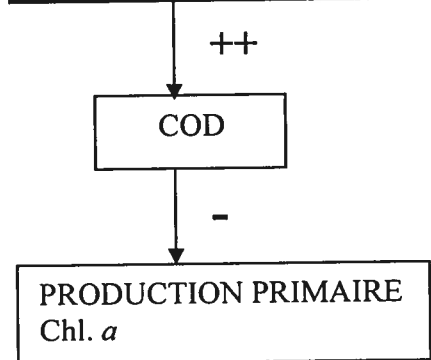 ++
COD
-
PRODUCTION PRIMAIRE
Chl. a